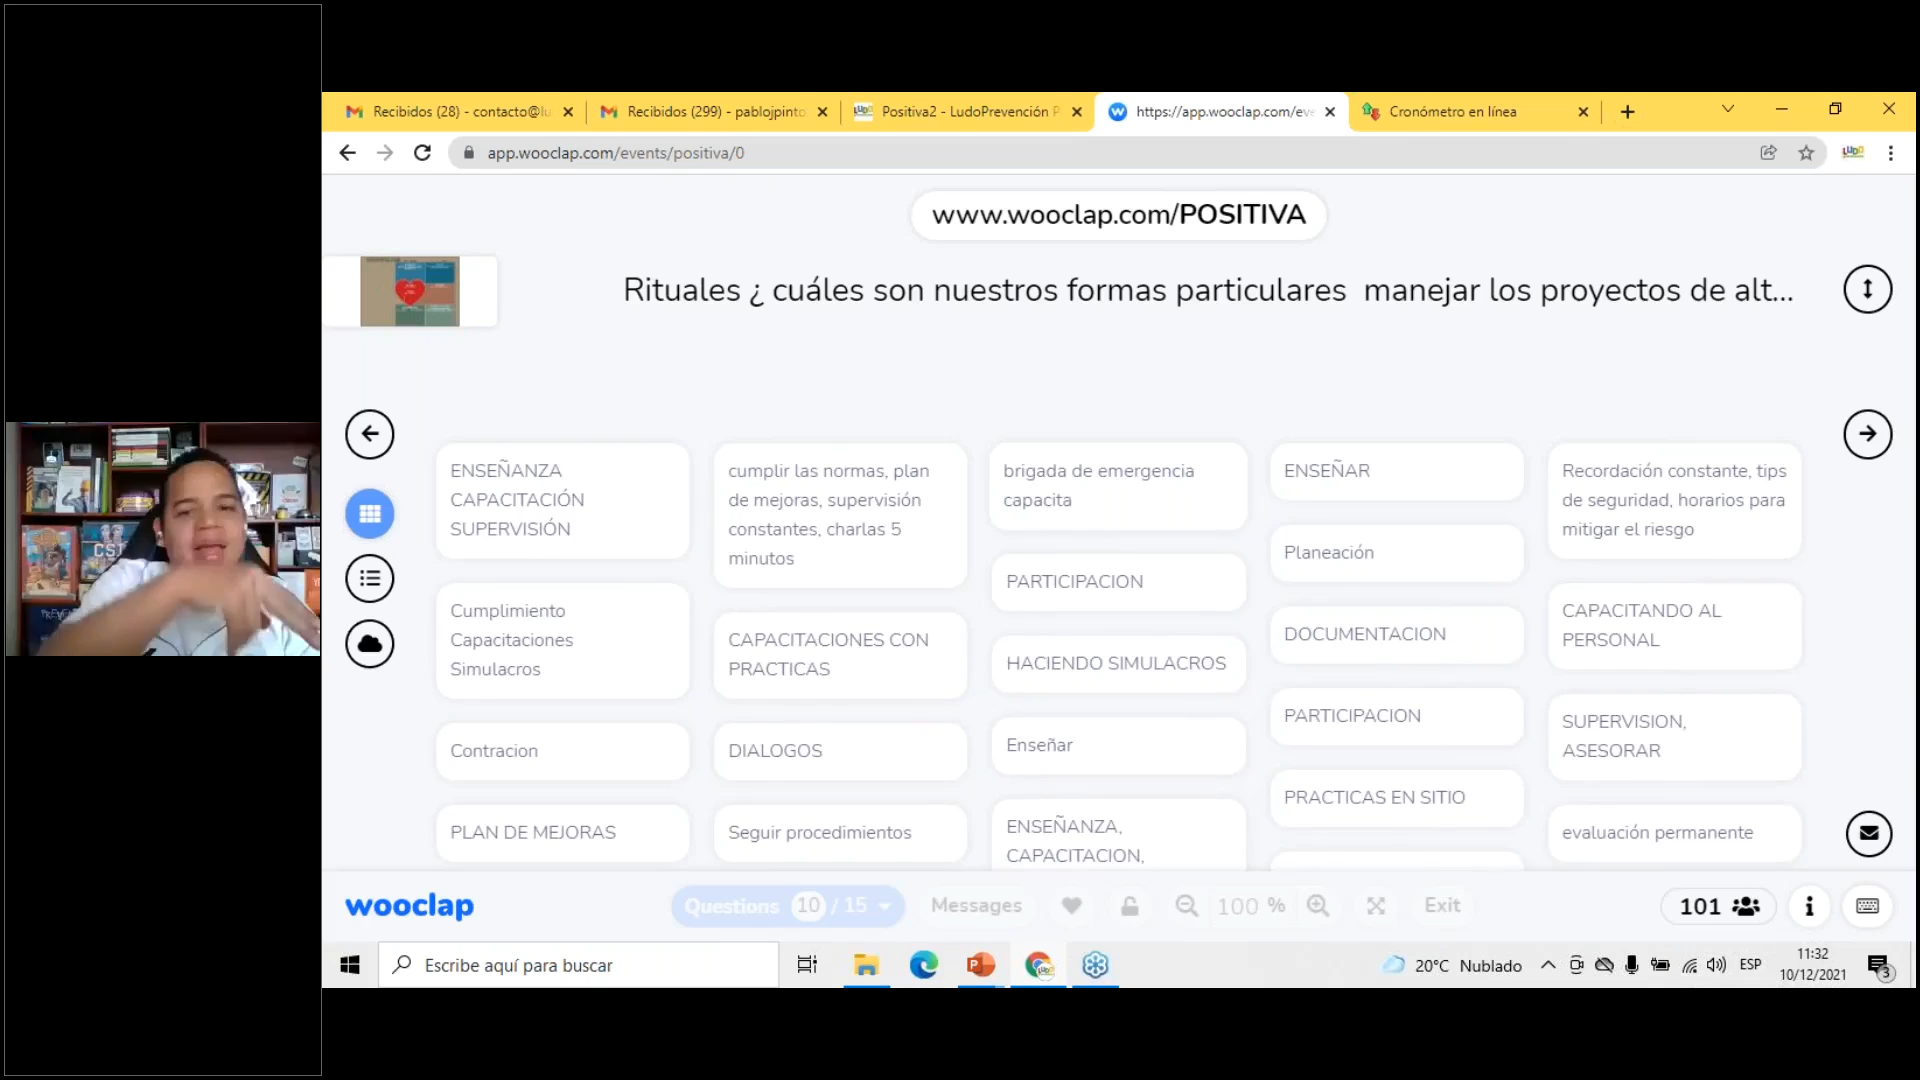 Recibidos (28) - contacto@lu
Recibidos (299) - pablojpinto
LUDO
Positiva2 - LudoPrevención P
https://app.wooclap.com/eve
Cronómetro en línea
app.wooclap.com/events/positiva/0
LUDO
www.wooclap.com/POSITIVA
Rituales ¿ cuáles son nuestros formas particulares manejar los proyectos de alt...
ENSEÑANZA
CAPACITACIÓN
SUPERVISIÓN
Cumplimiento
Capacitaciones
Simulacros
Contracion
PLAN DE MEJORAS
cumplir las normas, plan
de mejoras, supervisión
constantes, charlas 5
minutos
CAPACITACIONES CON
PRACTICAS
DIALOGOS
Seguir procedimientos
brigada de emergencia
capacita
PARTICIPACION
HACIENDO SIMULACROS
Enseñar
ENSEÑANZA,
CAPACITACION,
ENSEÑAR
Planeación
DOCUMENTACION
PARTICIPACION
PRACTICAS EN SITIO
Recordación constante, tips
de seguridad, horarios para
mitigar el riesgo
CAPACITANDO AL
PERSONAL
SUPERVISION,
ASESORAR
evaluación permanente
wooclap
Questions 10 / 15
Messages
100 %
Exit
101
Escribe aquí para buscar
20°C Nublado
ESP
11:32
10/12/2021
3